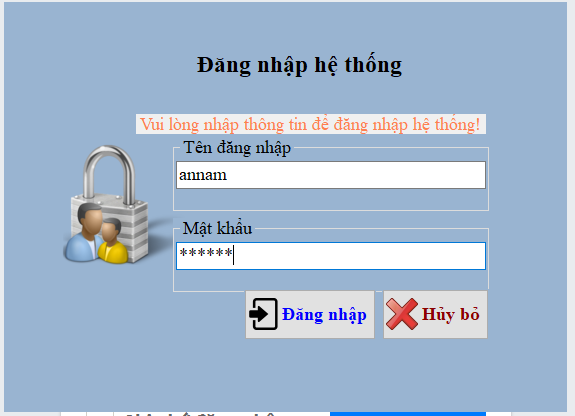 Đăng nhập hệ thống
Vui lòng nhập thông tin để đăng nhập hệ thống!
Tên đăng nhập
annam
Mật khẩu
******
Đăng nhập
Hủy bỏ